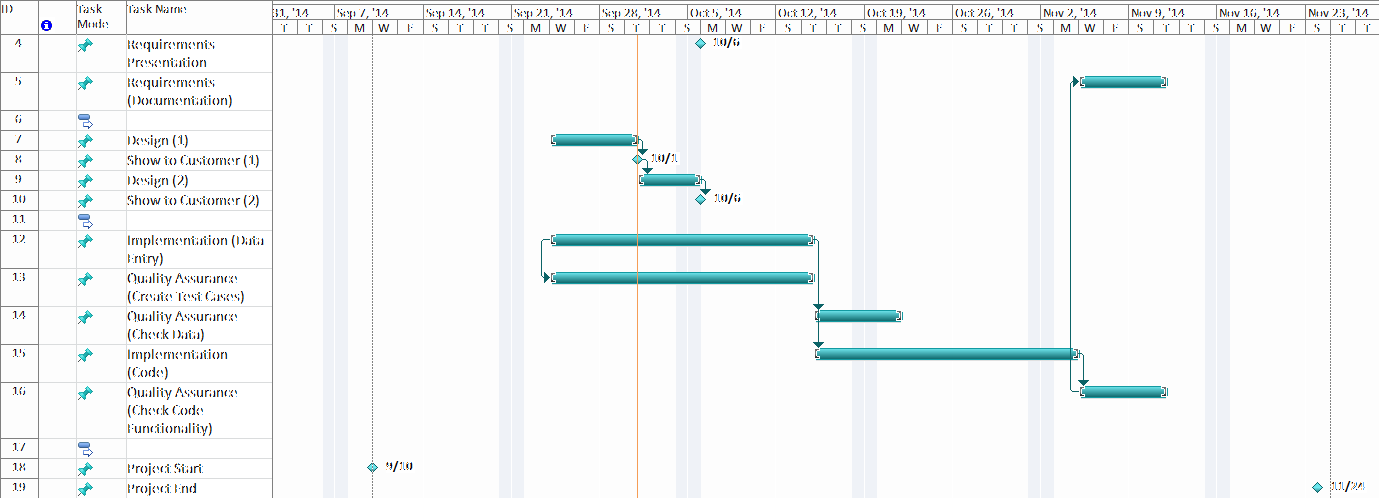 ID Task Mode Task Name 31, '14 Sep 7, '14 Sep 14, '14 Sep 21, '14 Sep 28, '14 Oct 5, '14 Oct 12, '14 Oct 19, '14 Oct 26, '14 Nov 2, '14 Nov 9, '14 Nov 16, '14 Nov 23, '14
T T S M W F S T T S M W F S T T S M W F S T T S M W F S T T S M W F S T T S M W F S T T
4 Requirements 10/6
Presentation
5 Requirements
(Documentation)
6
7 Design (1)
8 Show to Customer (1) 10/1
9 Design (2)
10 Show to Customer (2) 10/6
11
12 Implementation (Data
Entry)
13 Quality Assurance
(Create Test Cases)
14 Quality Assurance
(Check Data)
15 Implementation
(Code)
16 Quality Assurance
(Check Code
Functionality)
17
18 Project Start 9/10
19 Project End 11/24